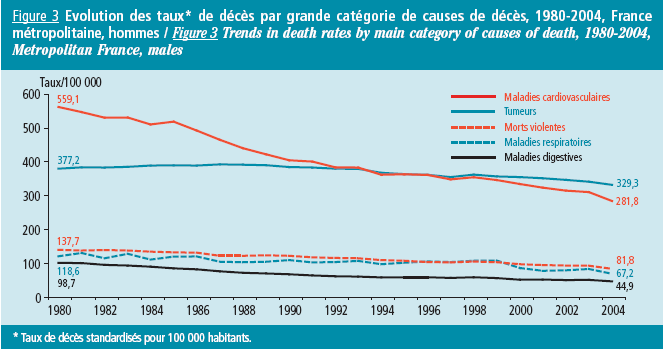 Figure 3 Evolution des taux* de décès par grande catégorie de causes de décès, 1980-2004, France
métropolitaine, hommes / Figure 3 Trends in death rates by main category of causes of death, 1980-2004,
Metropolitan France, males
Taux/100 000
600
559,1
Maladies cardiovasculaires
Tumeurs
500
Morts violentes
Maladies respiratoires
Maladies digestives
400
377,2
329,3
300
281,8
200
137,7
100
118,6
98,7
81,8
67,2
44,9
0
1980 1982 1984 1986 1988 1990 1992 1994 1996 1998 2000 2002 2004
* Taux de décès standardisés pour 100 000 habitants.